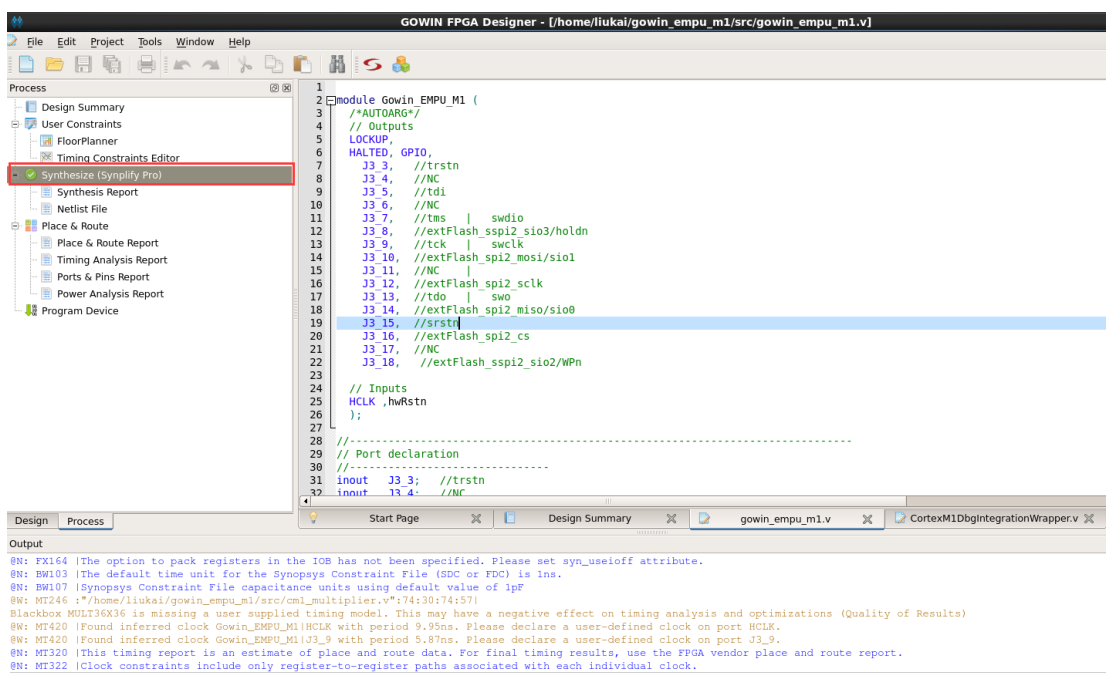 GOWIN FPGA Designer - [/home/liukai/gowin_empu_m1/src/gowin_empu_m1.v]
File Edit Project Tools Window Help
Process
Design Summary
User Constraints
FloorPlanner
Timing Constraints Editor
Synthesize (Synplify Pro)
Synthesis Report
Netlist File
Place & Route
Place & Route Report
Timing Analysis Report
Ports & Pins Report
Power Analysis Report
Program Device
1
2 module Gowin_EMPU_M1 (
3 /*AUTOARG*/
4 // Outputs
5 LOCKUP,
6 HALTED, GPIO,
7 J3_3, //trstn
8 J3_4, //NC
9 J3_5, //tdi
10 J3_6, //NC
11 J3_7, //tms | swdio
12 J3_8, //extFlash_sspi2_sio3/holdn
13 J3_9, //tck | swclk
14 J3_10, //extFlash_spi2_mosi/sio1
15 J3_11, //NC |
16 J3_12, //extFlash_spi2_sclk
17 J3_13, //tdo | swo
18 J3_14, //extFlash_spi2_miso/sio0
19 J3_15, //srstn
20 J3_16, //extFlash_spi2_cs
21 J3_17, //NC
22 J3_18, //extFlash_sspi2_sio2/WPn
23
24 // Inputs
25 HCLK ,hwRstn
26 );
27
28 //-----------------------------------------------------------------------------
29 // Port declaration
30 //-------------------------------
31 inout J3_3; //trstn
32 inout J3_4; //NC
Design Process
Start Page Design Summary gowin_empu_m1.v CortexM1DbgIntegrationWrapper.v
Output
@N: FX164 |The option to pack registers in the IOB has not been specified. Please set syn_useioff attribute.
@N: BW103 |The default time unit for the Synopsys Constraint File (SDC or FDC) is 1ns.
@N: BW107 |Synopsys Constraint File capacitance units using default value of 1pF
@W: MT246 :"/home/liukai/gowin_empu_m1/src/cm1_multiplier.v":74:30:74:57|
Blackbox MULT36X36 is missing a user supplied timing model. This may have a negative effect on timing analysis and optimizations (Quality of Results)
@W: MT420 |Found inferred clock Gowin_EMPU_M1|HCLK with period 9.95ns. Please declare a user-defined clock on port HCLK.
@W: MT420 |Found inferred clock Gowin_EMPU_M1|J3_9 with period 5.87ns. Please declare a user-defined clock on port J3_9.
@N: MT320 |This timing report is an estimate of place and route data. For final timing results, use the FPGA vendor place and route report.
@N: MT322 |Clock constraints include only register-to-register paths associated with each individual clock.